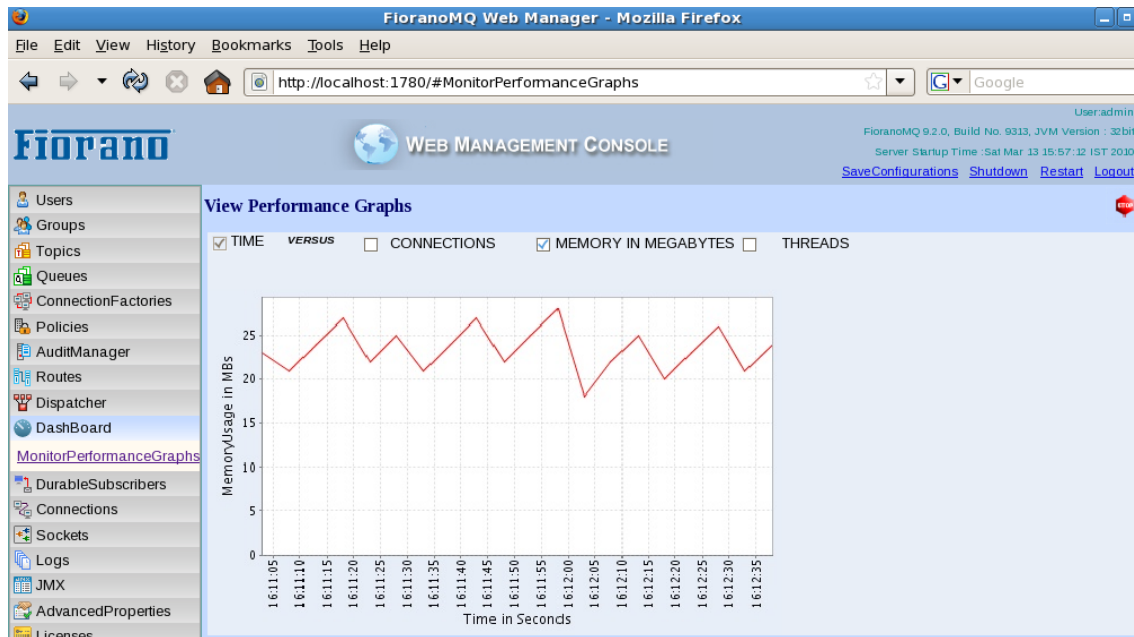 FioranoMQ Web Manager - Mozilla Firefox
File Edit View History Bookmarks Tools Help
http://localhost:1780/#MonitorPerformanceGraphs
G Google
User:admin
Fiorano
WEB MANAGEMENT CONSOLE
FioranoMQ 9.2.0, Build No. 9313, JVM Version : 32bit
Server Startup Time :Sat Mar 13 15:57:12 IST 2010
SaveConfigurations Shutdown Restart Logout
Users
Groups
Topics
Queues
ConnectionFactories
Policies
AuditManager
Routes
Dispatcher
DashBoard
MonitorPerformanceGraphs
DurableSubscribers
Connections
Sockets
Logs
JMX
AdvancedProperties
Licenses
View Performance Graphs
STOP
TIME VERSUS CONNECTIONS MEMORY IN MEGABYTES THREADS
MemoryUsage in MBs
25
20
15
10
5
0
16:11:05
16:11:10
16:11:15
16:11:20
16:11:25
16:11:30
16:11:35
16:11:40
16:11:45
16:11:50
16:11:55
16:12:00
16:12:05
16:12:10
16:12:15
16:12:20
16:12:25
16:12:30
16:12:35
Time in Seconds